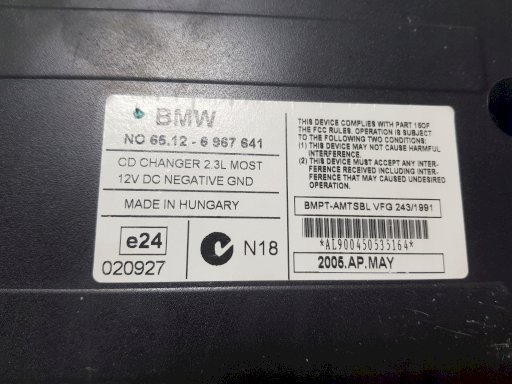 BMW
NO 65.12 - 6 967 641
CD CHANGER 2.3L MOST
12V DC NEGATIVE GND
MADE IN HUNGARY
e24
020927
N18
THIS DEVICE COMPLIES WITH PART 15OF
THE FCC RULES. OPERATION IS SUBJECT
TO THE FOLLOWING TWO CONDITIONS:
(1) THIS DEVICE MAY NOT CAUSE HARMFUL
INTERFERENCE, AND
(2) THIS DEVICE MUST ACCEPT ANY INTER-
FERENCE RECEIVED INCLUDING INTER-
FERENCE THAT MAY CAUSE UNDESIRED
OPERATION.
BMPT-AMTSBL VFG 243/1991
*AL900450535164*
2005.AP.MAY